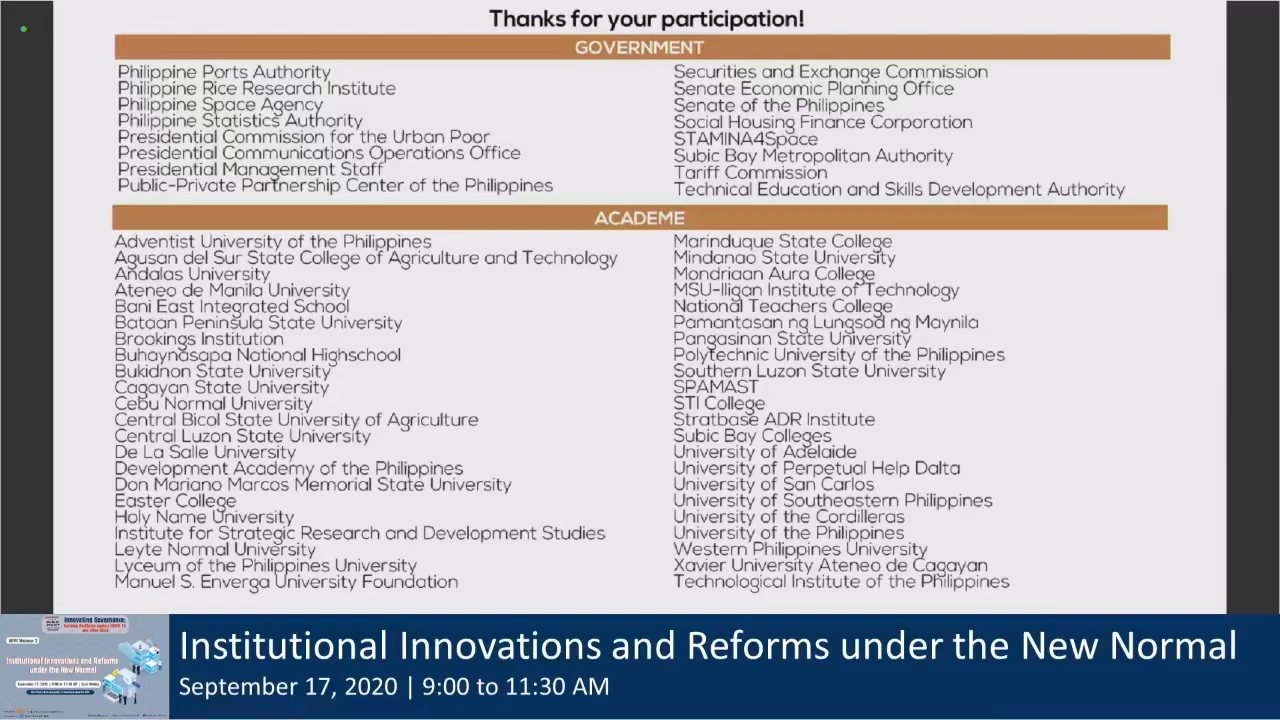 Thanks for your participation!
GOVERNMENT
Philippine Ports Authority
Philippine Rice Research Institute
Philippine Space Agency
Philippine Statistics Authority
Presidential Commission for the Urban Poor
Presidential Communications Operations Office
Presidential Management Staff
Public-Private Partnership Center of the Philippines
Securities and Exchange Commission
Senate Economic Planning Office
Senate of the Philippines
Social Housing Finance Corporation
STAMINA4Space
Subic Bay Metropolitan Authority
Tariff Commission
Technical Education and Skills Development Authority
ACADEME
Adventist University of the Philippines
Agusan del Sur State College of Agriculture and Technology
Andalas University
Ateneo de Manila University
Bani East Integrated School
Bataan Peninsula State University
Brookings Institution
Buhaynasapa National Highschool
Bukidnon State University
Cagayan State University
Cebu Normal University
Central Bicol State University of Agriculture
Central Luzon State University
De La Salle University
Development Academy of the Philippines
Don Mariano Marcos Memorial State University
Easter College
Holy Name University
Institute for Strategic Research and Development Studies
Leyte Normal University
Lyceum of the Philippines University
Manuel S. Enverga University Foundation
Marinduque State College
Mindanao State University
Mondriaan Aura College
MSU-Iligan Institute of Technology
National Teachers College
Pamantasan ng Lungsod ng Maynila
Pangasinan State University
Polytechnic University of the Philippines
Southern Luzon State University
SPAMAST
STI College
Stratbase ADR Institute
Subic Bay Colleges
University of Adelaide
University of Perpetual Help Dalta
University of San Carlos
University of Southeastern Philippines
University of the Cordilleras
University of the Philippines
Western Philippines University
Xavier University Ateneo de Cagayan
Technological Institute of the Philippines
Innovating Governance:
Institutional Innovations and Reforms
under the New Normal
Institutional Innovations and Reforms under the New Normal
September 17, 2020 | 9:00 to 11:30 AM